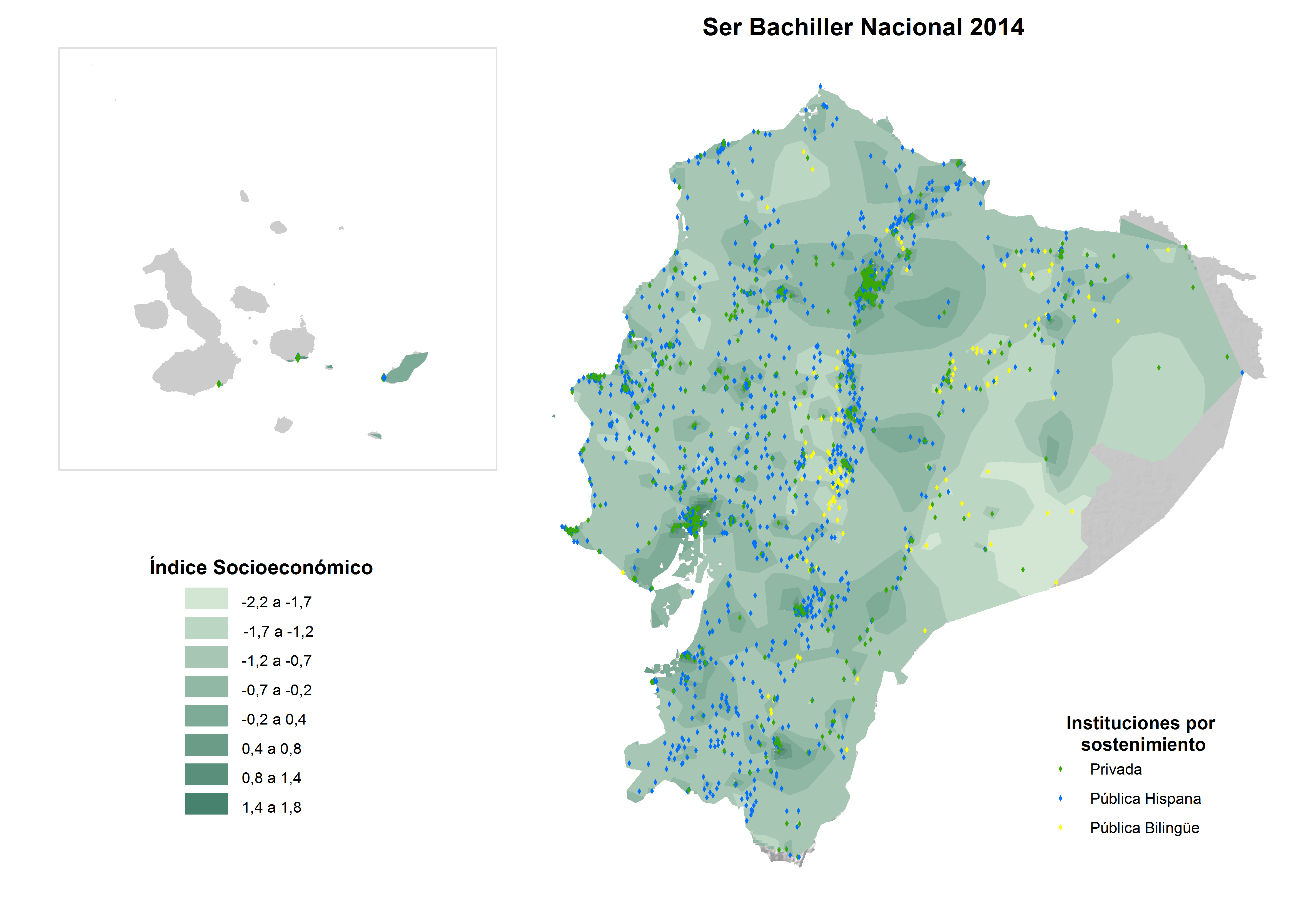 Ser Bachiller Nacional 2014
Índice Socioeconómico
-2,2 a -1,7
-1,7 a -1,2
-1,2 a -0,7
-0,7 a -0,2
-0,2 a 0,4
0,4 a 0,8
0,8 a 1,4
1,4 a 1,8
Instituciones por
sostenimiento
Privada
Pública Hispana
Pública Bilingüe